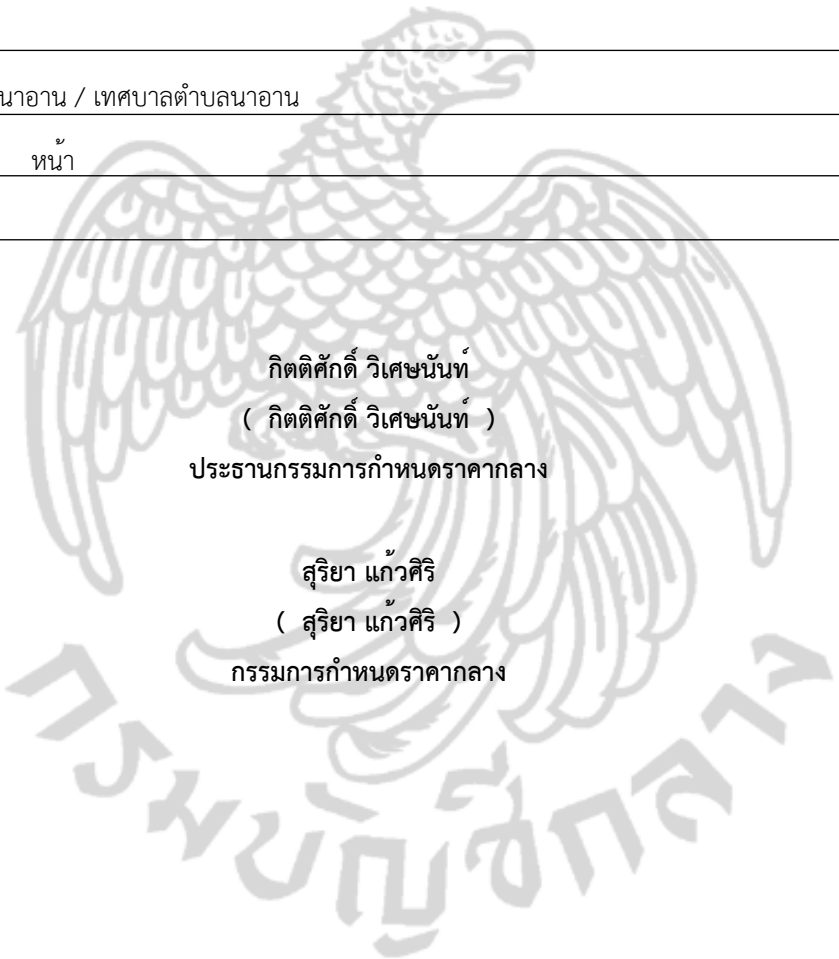 นาอาน / เทศบาลตำบลนาอาน
หน้า
กิตติศักดิ์ วิเศษนันท์
( กิตติศักดิ์ วิเศษนันท์ )
ประธานกรรมการกำหนดราคากลาง
สุริยา แก้วศิริ
( สุริยา แก้วศิริ )
กรรมการกำหนดราคากลาง
กรมบัญชีกลาง